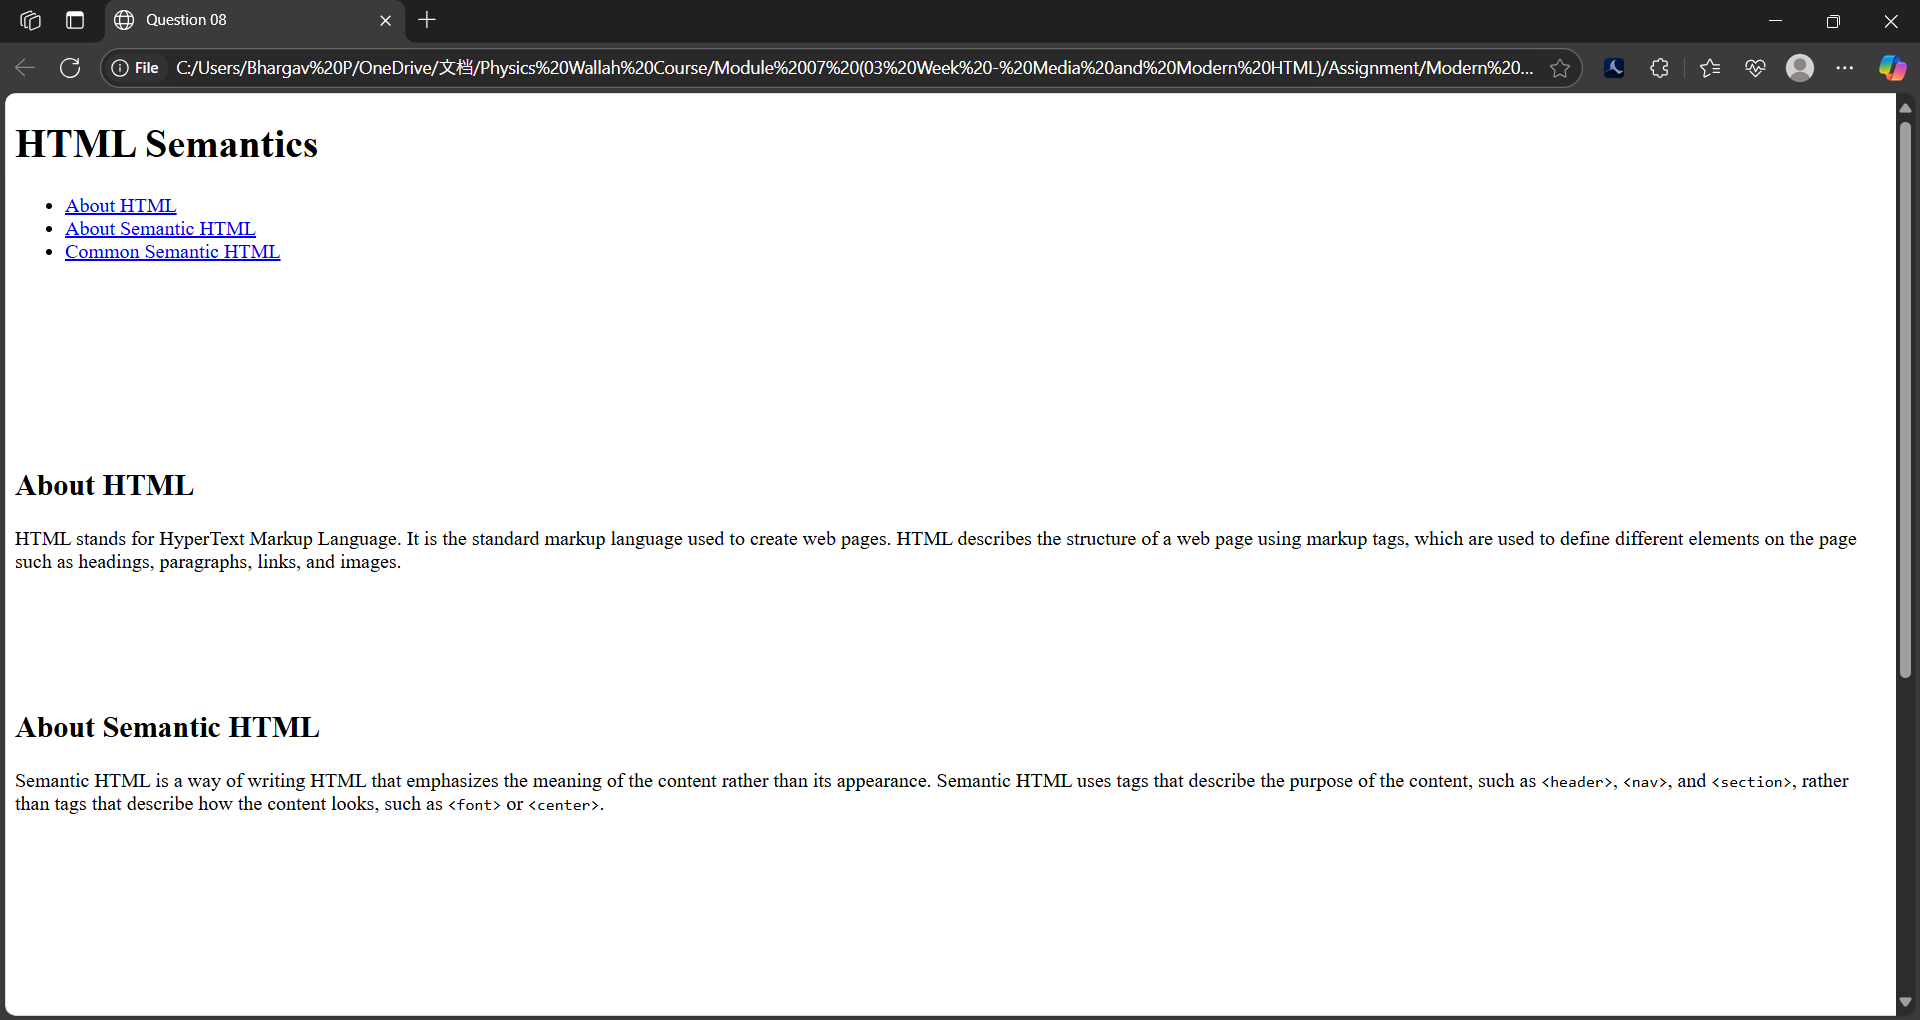 Question 08
File C:/Users/Bhargav%20P/OneDrive/文档/Physics%20Wallah%20Course/Module%2007%20(03%20Week%20-%20Media%20and%20Modern%20HTML)/Assignment/Modern%20...
HTML Semantics
• About HTML
• About Semantic HTML
• Common Semantic HTML
About HTML
HTML stands for HyperText Markup Language. It is the standard markup language used to create web pages. HTML describes the structure of a web page using markup tags, which are used to define different elements on the page
such as headings, paragraphs, links, and images.
About Semantic HTML
Semantic HTML is a way of writing HTML that emphasizes the meaning of the content rather than its appearance. Semantic HTML uses tags that describe the purpose of the content, such as <header>, <nav>, and <section>, rather
than tags that describe how the content looks, such as <font> or <center>.